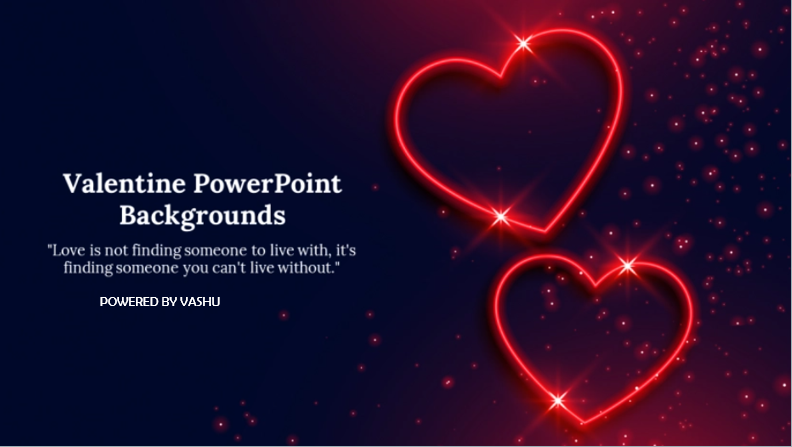 Valentine PowerPoint
Backgrounds
"Love is not finding someone to live with, it's
finding someone you can't live without."
POWERED BY VASHU